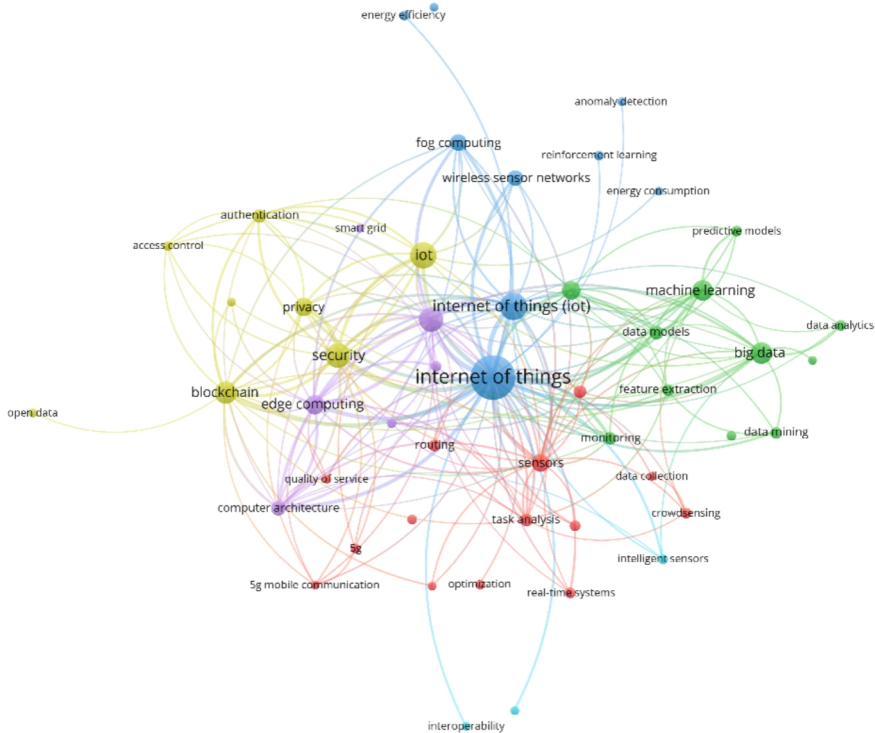 energy efficiency
anomaly detection
fog computing
reinforcement learning
wireless sensor networks
energy consumption
authentication
smart grid
predictive models
access control
iot
machine learning
privacy
internet of things (iot)
data models
data analytics
security
big data
internet of things
blockchain
feature extraction
edge computing
open data
data mining
monitoring
routing
sensors
quality of service
data collection
computer architecture
crowdsensing
task analysis
5g
intelligent sensors
5g mobile communication
optimization
real-time systems
interoperability